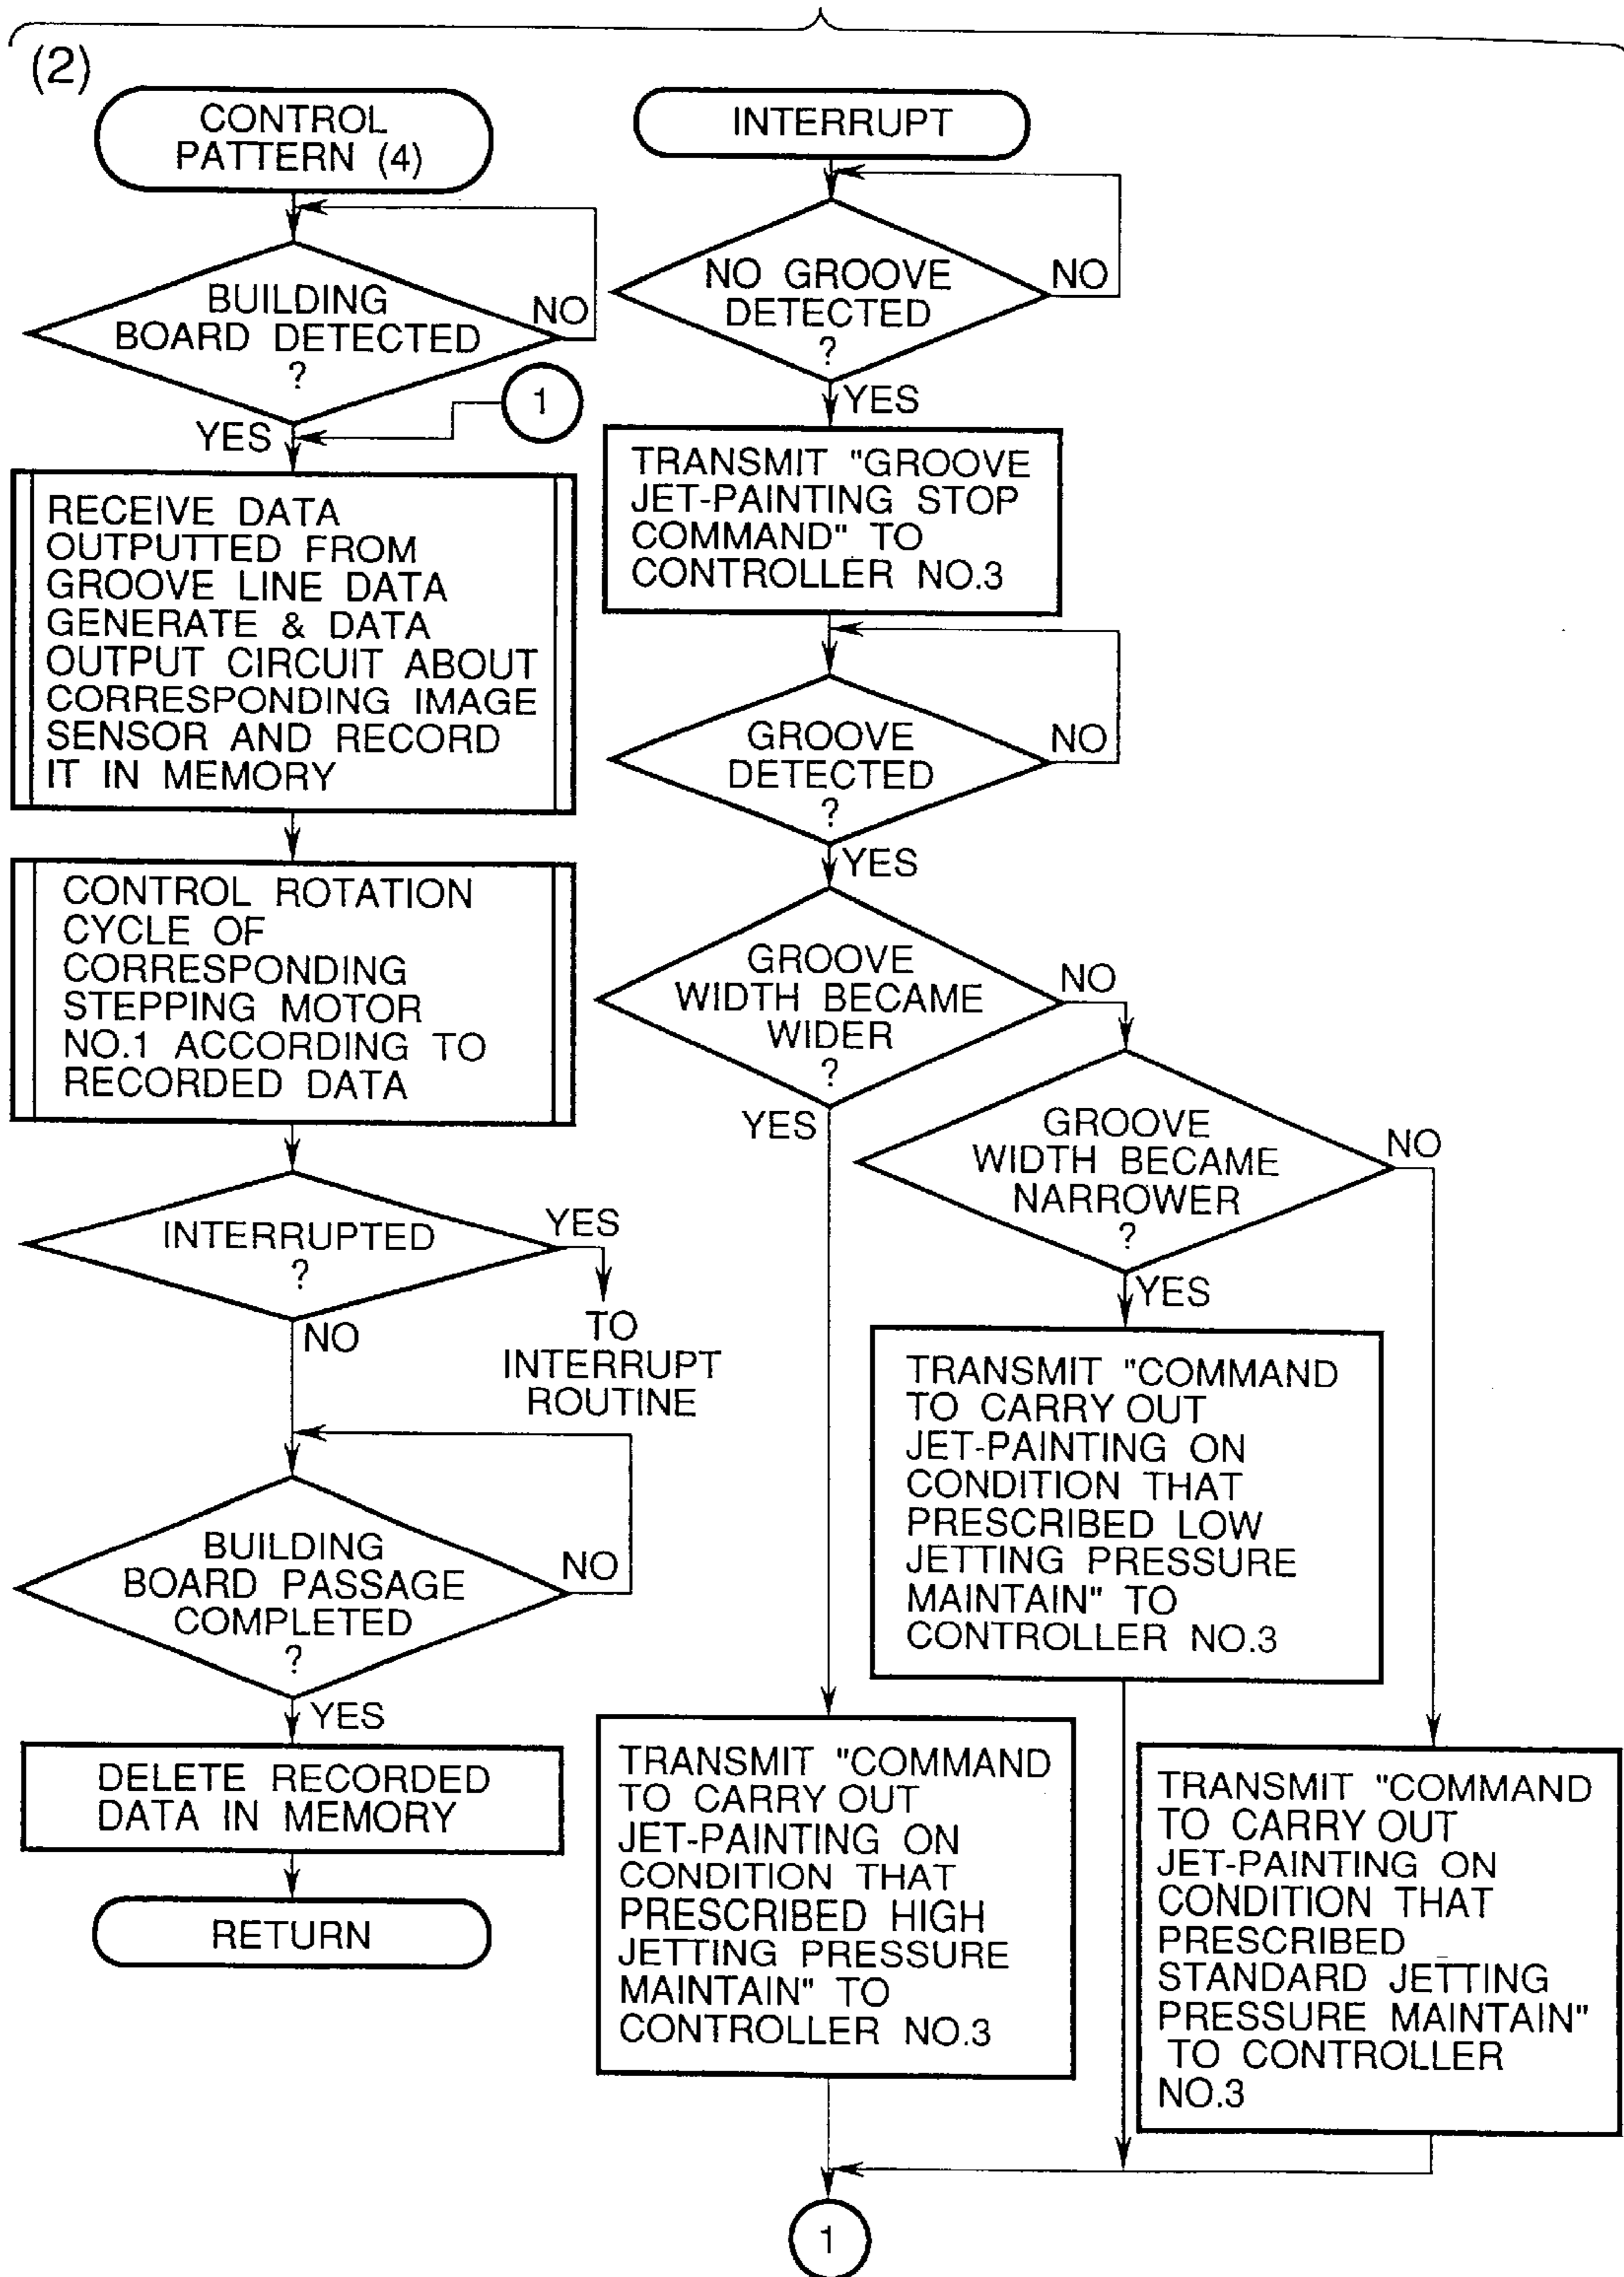 (2)
CONTROL
PATTERN (4)
BUILDING
BOARD DETECTED
?
NO
YES
1
RECEIVE DATA
OUTPUTTED FROM
GROOVE LINE DATA
GENERATE & DATA
OUTPUT CIRCUIT ABOUT
CORRESPONDING IMAGE
SENSOR AND RECORD
IT IN MEMORY
CONTROL ROTATION
CYCLE OF
CORRESPONDING
STEPPING MOTOR
NO.1 ACCORDING TO
RECORDED DATA
INTERRUPTED
?
YES
TO
INTERRUPT
ROUTINE
NO
BUILDING
BOARD PASSAGE
COMPLETED
?
NO
YES
DELETE RECORDED
DATA IN MEMORY
RETURN
INTERRUPT
NO GROOVE
DETECTED
?
NO
YES
TRANSMIT "GROOVE
JET-PAINTING STOP
COMMAND" TO
CONTROLLER NO.3
GROOVE
DETECTED
?
NO
YES
GROOVE
WIDTH BECAME
WIDER
?
NO
YES
GROOVE
WIDTH BECAME
NARROWER
?
NO
YES
TRANSMIT "COMMAND
TO CARRY OUT
JET-PAINTING ON
CONDITION THAT
PRESCRIBED LOW
JETTING PRESSURE
MAINTAIN" TO
CONTROLLER NO.3
TRANSMIT "COMMAND
TO CARRY OUT
JET-PAINTING ON
CONDITION THAT
PRESCRIBED HIGH
JETTING PRESSURE
MAINTAIN" TO
CONTROLLER NO.3
TRANSMIT "COMMAND
TO CARRY OUT
JET-PAINTING ON
CONDITION THAT
PRESCRIBED
STANDARD JETTING
PRESSURE MAINTAIN"
TO CONTROLLER
NO.3
1